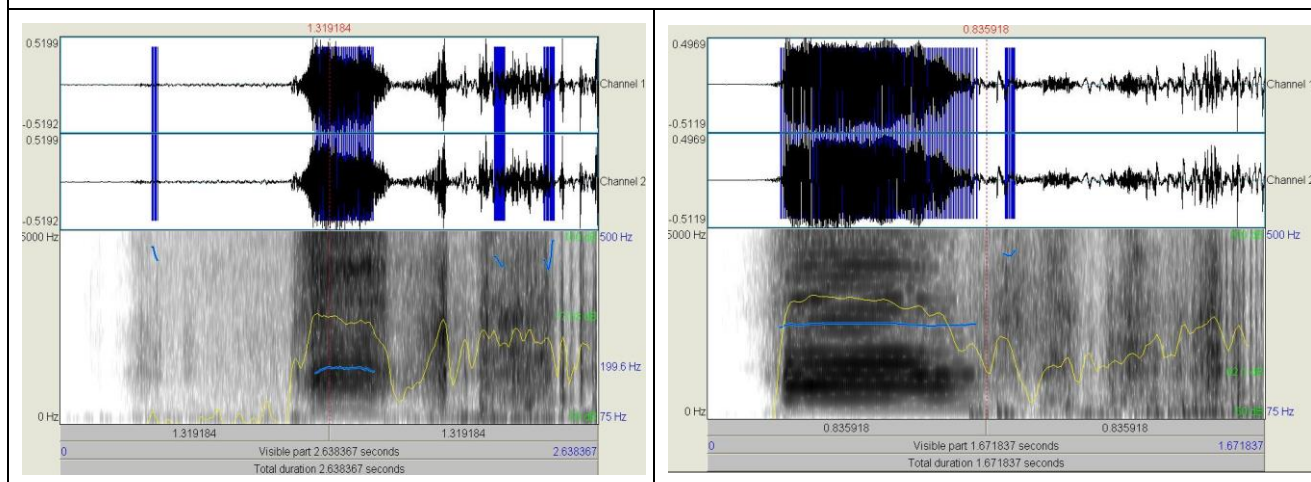 1.319184
0.5199
Channel 1
-0.5192
0.5199
Channel 2
-0.5192
5000 Hz
500 Hz
199.6 Hz
0 Hz
75 Hz
1.319184 1.319184
0 Visible part 2.638367 seconds 2.638367
Total duration 2.638367 seconds
0.835918
0.4969
Channel 1
-0.5119
0.4969
Channel 2
-0.5119
5000 Hz
500 Hz
0 Hz
75 Hz
0.835918 0.835918
0 Visible part 1.671837 seconds 1.671837
Total duration 1.671837 seconds